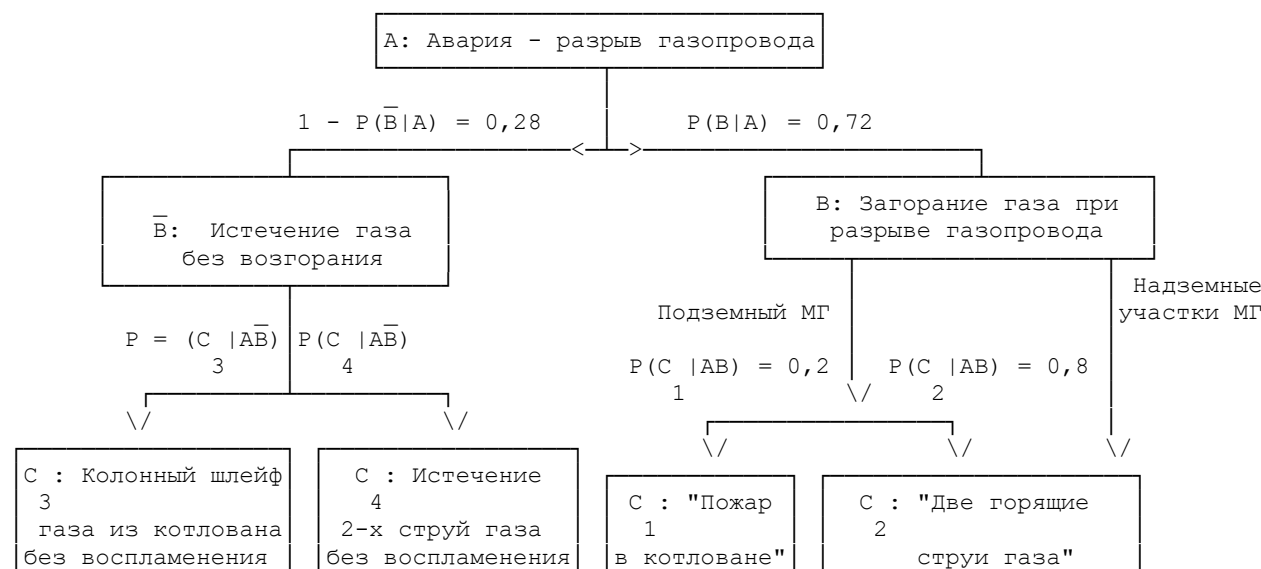 А: Авария - разрыв газопровода
_
1 - P(B|A) = 0,28 P(B|A) = 0,72
_
B: Истечение газа
без возгорания
B: Загорание газа при
разрыве газопровода
Надземные
участки МГ
Подземный МГ
_ _
P = (C |AB) P(C |AB)
3 4
P(C |AB) = 0,2 P(C |AB) = 0,8
1 2
C : Колонный шлейф
3
газа из котлована
без воспламенения
C : Истечение
4
2-х струй газа
без воспламенения
C : "Пожар
1
в котловане"
C : "Две горящие
2
струи газа"